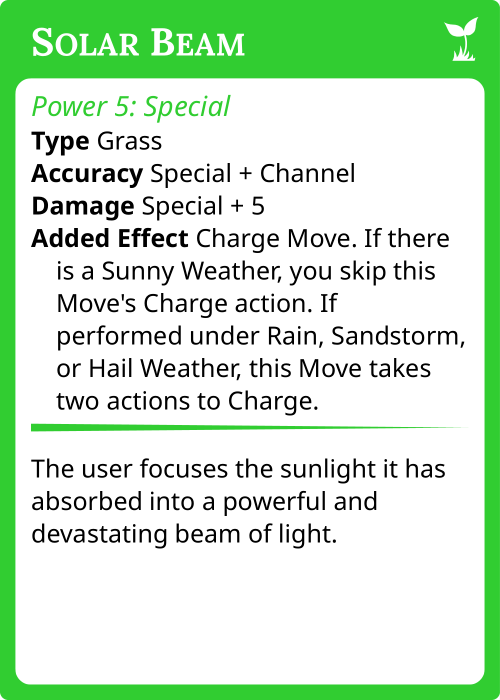 Solar Beam
Power 5: Special
Type Grass
Accuracy Special + Channel
Damage Special + 5
Added Effect Charge Move. If there
is a Sunny Weather, you skip this
Move's Charge action. If
performed under Rain, Sandstorm,
or Hail Weather, this Move takes
two actions to Charge.
The user focuses the sunlight it has
absorbed into a powerful and
devastating beam of light.